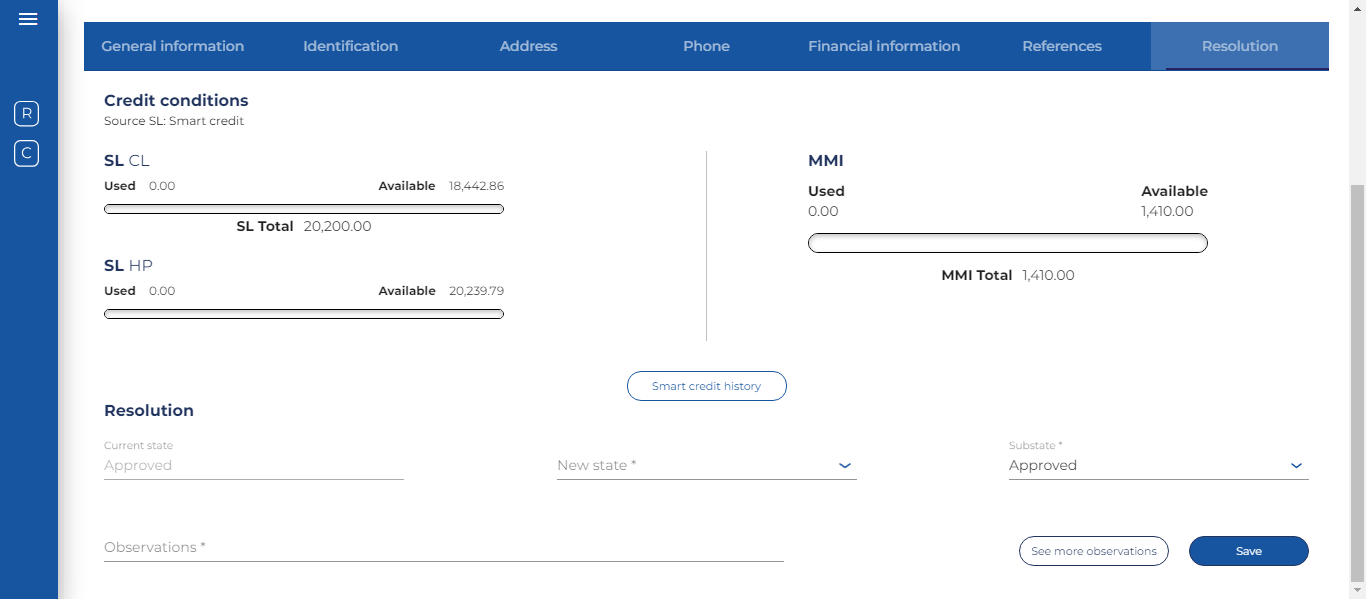 General information Identification Address Phone Financial information References Resolution
R
C
Credit conditions
Source SL: Smart credit
SL CL
Used 0.00 Available 18,442.86
SL Total 20,200.00
SL HP
Used 0.00 Available 20,239.79
MMI
Used Available
0.00 1,410.00
MMI Total 1,410.00
Smart credit history
Resolution
Current state
Approved
New state *
Substate *
Approved
Observations *
See more observations
Save